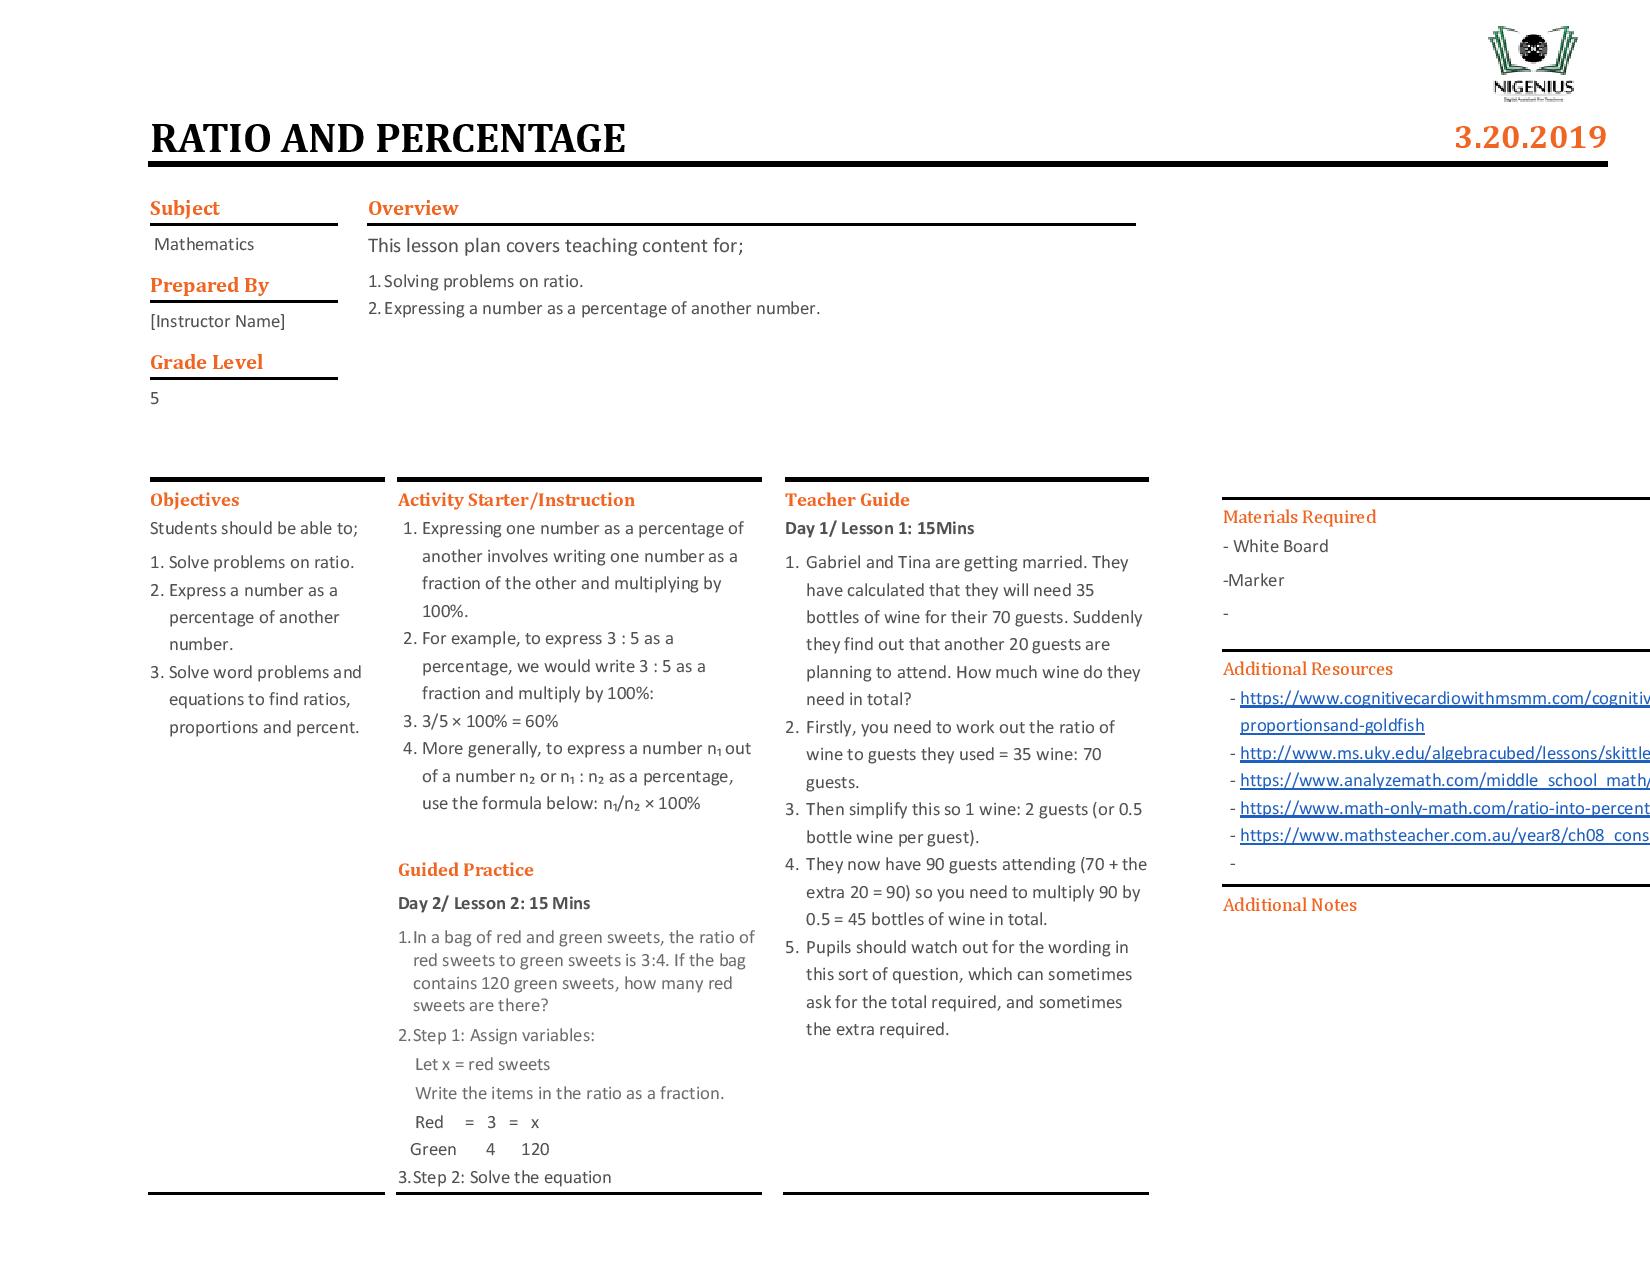 NIGENIUS
Digital Assistant For Teachers
RATIO AND PERCENTAGE
3.20.2019
Subject
Mathematics
Prepared By
[Instructor Name]
Grade Level
5
Overview
This lesson plan covers teaching content for;
1. Solving problems on ratio.
2. Expressing a number as a percentage of another number.
Objectives
Students should be able to;
1. Solve problems on ratio.
2. Express a number as a
percentage of another
number.
3. Solve word problems and
equations to find ratios,
proportions and percent.
Activity Starter/Instruction
1. Expressing one number as a percentage of
another involves writing one number as a
fraction of the other and multiplying by
100%.
2. For example, to express 3 : 5 as a
percentage, we would write 3 : 5 as a
fraction and multiply by 100%:
3. 3/5 × 100% = 60%
4. More generally, to express a number n₁ out
of a number n₂ or n₁ : n₂ as a percentage,
use the formula below: n₁/n₂ × 100%
Guided Practice
Day 2/ Lesson 2: 15 Mins
1.In a bag of red and green sweets, the ratio of
red sweets to green sweets is 3:4. If the bag
contains 120 green sweets, how many red
sweets are there?
2.Step 1: Assign variables:
Let x = red sweets
Write the items in the ratio as a fraction.
Red = 3 = x
Green 4 120
3.Step 2: Solve the equation
Teacher Guide
Day 1/ Lesson 1: 15Mins
1. Gabriel and Tina are getting married. They
have calculated that they will need 35
bottles of wine for their 70 guests. Suddenly
they find out that another 20 guests are
planning to attend. How much wine do they
need in total?
2. Firstly, you need to work out the ratio of
wine to guests they used = 35 wine: 70
guests.
3. Then simplify this so 1 wine: 2 guests (or 0.5
bottle wine per guest).
4. They now have 90 guests attending (70 + the
extra 20 = 90) so you need to multiply 90 by
0.5 = 45 bottles of wine in total.
5. Pupils should watch out for the wording in
this sort of question, which can sometimes
ask for the total required, and sometimes
the extra required.
Materials Required
- White Board
-Marker
-
Additional Resources
- https://www.cognitivecardiowithmsmm.com/cognitiv
proportionsand-goldfish
- http://www.ms.uky.edu/algebracubed/lessons/skittle
- https://www.analyzemath.com/middle_school_math/
- https://www.math-only-math.com/ratio-into-percent
- https://www.mathsteacher.com.au/year8/ch08_cons
-
Additional Notes